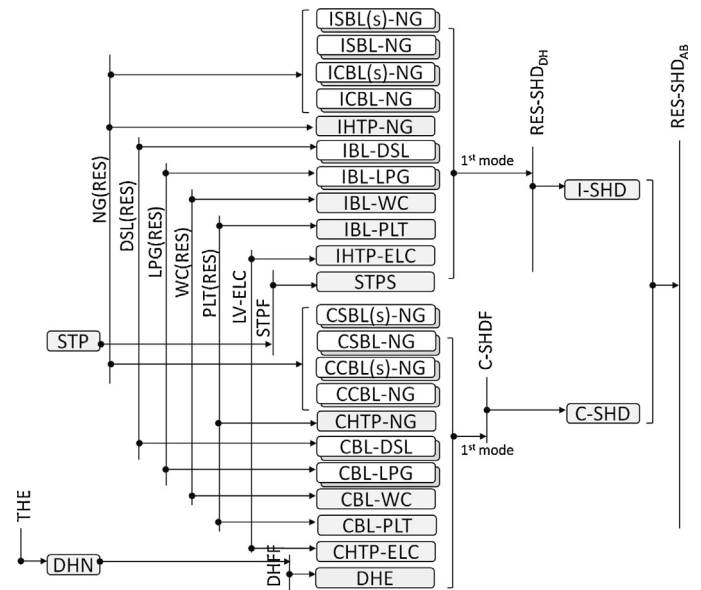 ISBL(s)-NG
ISBL-NG
ICBL(s)-NG
ICBL-NG
IHTP-NG
IBL-DSL
IBL-LPG
IBL-WC
IBL-PLT
IHTP-ELC
STPS
CSBL(s)-NG
CSBL-NG
CCBL(s)-NG
CCBL-NG
CHTP-NG
CBL-DSL
CBL-LPG
CBL-WC
CBL-PLT
CHTP-ELC
DHE
NG(RES)
DSL(RES)
LPG(RES)
WC(RES)
PLT(RES)
LV-ELC
STPF
STP
THE
DHN
DHFF
1st mode
1st mode
RES-SHDDH
C-SHDF
I-SHD
C-SHD
RES-SHDAB